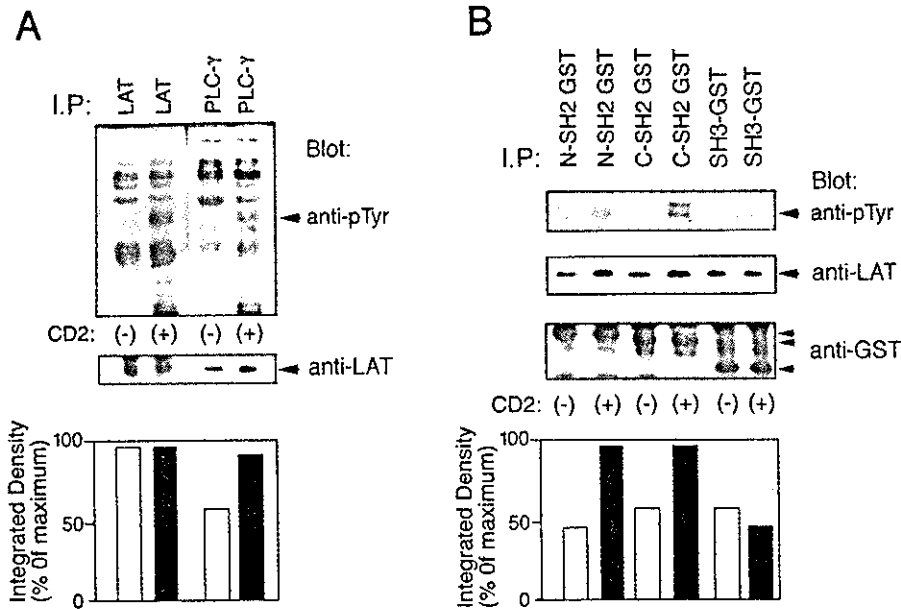 A
I.P:
LAT
LAT
PLC-γ
PLC-γ
Blot:
anti-pTyr
CD2: (-) (+) (-) (+)
anti-LAT
Integrated Density
(% 0f maximum)
100
50
0
B
I.P:
N-SH2 GST
N-SH2 GST
C-SH2 GST
C-SH2 GST
SH3-GST
SH3-GST
Blot:
anti-pTyr
anti-LAT
anti-GST
CD2: (-) (+) (-) (+) (-) (+)
Integrated Density
(% 0f maximum)
100
50
0